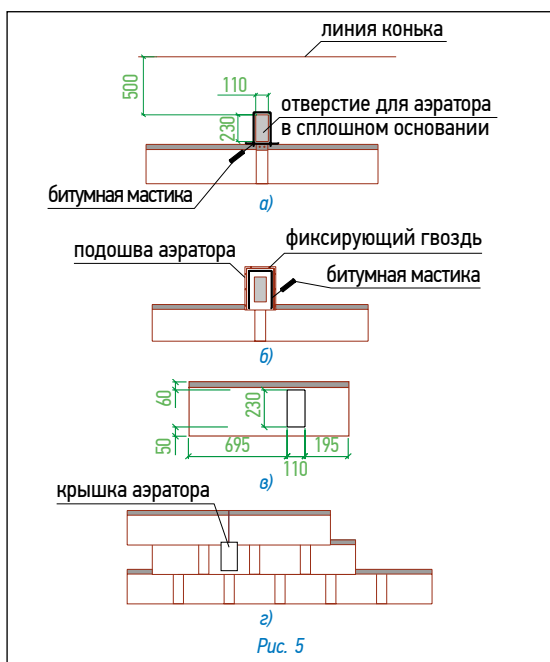 линия конька
500
110
230
отверстие для аэратора
в сплошном основании
битумная мастика
а)
фиксирующий гвоздь
подошва аэратора
битумная мастика
б)
60
230
50
695
195
110
в)
крышка аэратора
г)
Рис. 5